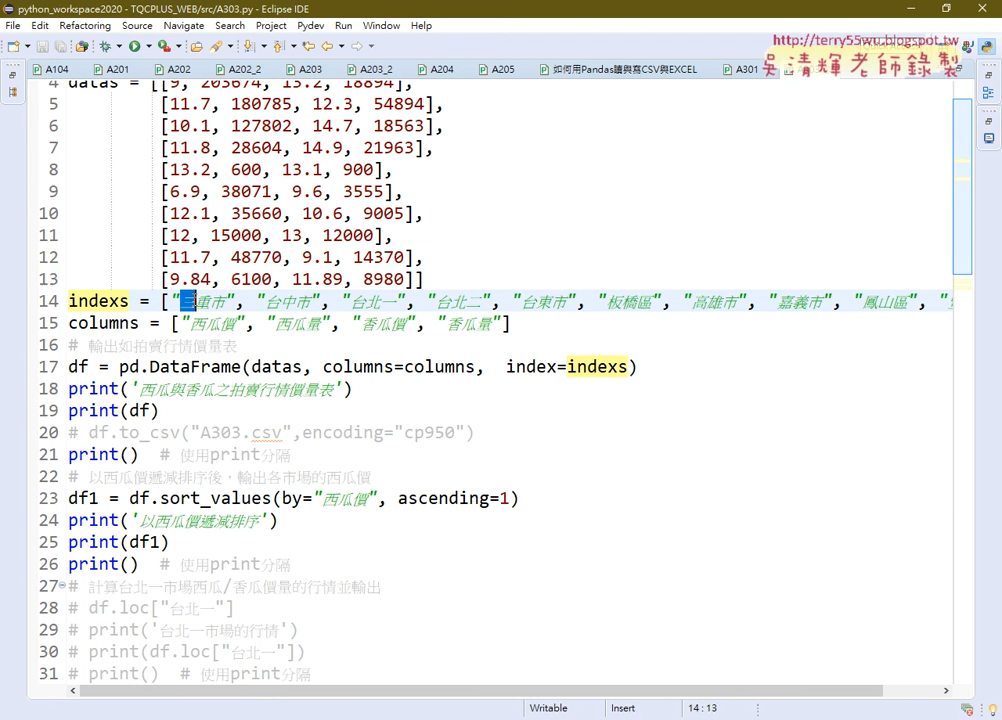 python_workspace2020 - TQCPLUS_WEB/src/A303.py - Eclipse IDE
File Edit Refactoring Source Navigate Search Project Pydev Run Window Help
http://terry55wu.blogspot.tw
吳清輝老師錄製
A104 A201 A202 A202_2 A203 A203_2 A204 A205 如何用Pandas讀與寫CSV與EXCEL A301
4 datas = [[9, 205674, 13.2, 18894],
5 [11.7, 180785, 12.3, 54894],
6 [10.1, 127802, 14.7, 18563],
7 [11.8, 28604, 14.9, 21963],
8 [13.2, 600, 13.1, 900],
9 [6.9, 38071, 9.6, 3555],
10 [12.1, 35660, 10.6, 9005],
11 [12, 15000, 13, 12000],
12 [11.7, 48770, 9.1, 14370],
13 [9.84, 6100, 11.89, 8980]]
14 indexs = ["三重市", "台中市", "台北一", "台北二", "台東市", "板橋區", "高雄市", "嘉義市", "鳳山區", "
15 columns = ["西瓜價", "西瓜量", "香瓜價", "香瓜量"]
16 # 輸出如拍賣行情價量表
17 df = pd.DataFrame(datas, columns=columns, index=indexs)
18 print('西瓜與香瓜之拍賣行情價量表')
19 print(df)
20 # df.to_csv("A303.csv",encoding="cp950")
21 print() # 使用print分隔
22 # 以西瓜價遞減排序後，輸出各市場的西瓜價
23 df1 = df.sort_values(by="西瓜價", ascending=1)
24 print('以西瓜價遞減排序')
25 print(df1)
26 print() # 使用print分隔
27 # 計算台北一市場西瓜/香瓜價量的行情並輸出
28 # df.loc["台北一"]
29 # print('台北一市場的行情')
30 # print(df.loc["台北一"])
31 # print() # 使用print分隔
Writable Insert 14 : 13